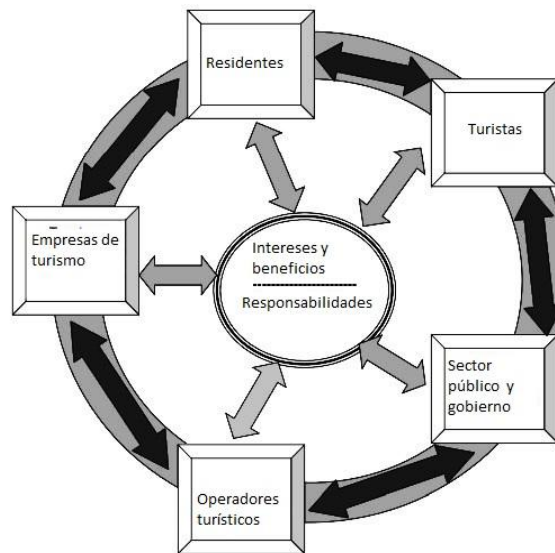 Residentes
Turistas
Empresas de
turismo
Intereses y
beneficios
Responsabilidades
Sector
público y
gobierno
Operadores
turísticos